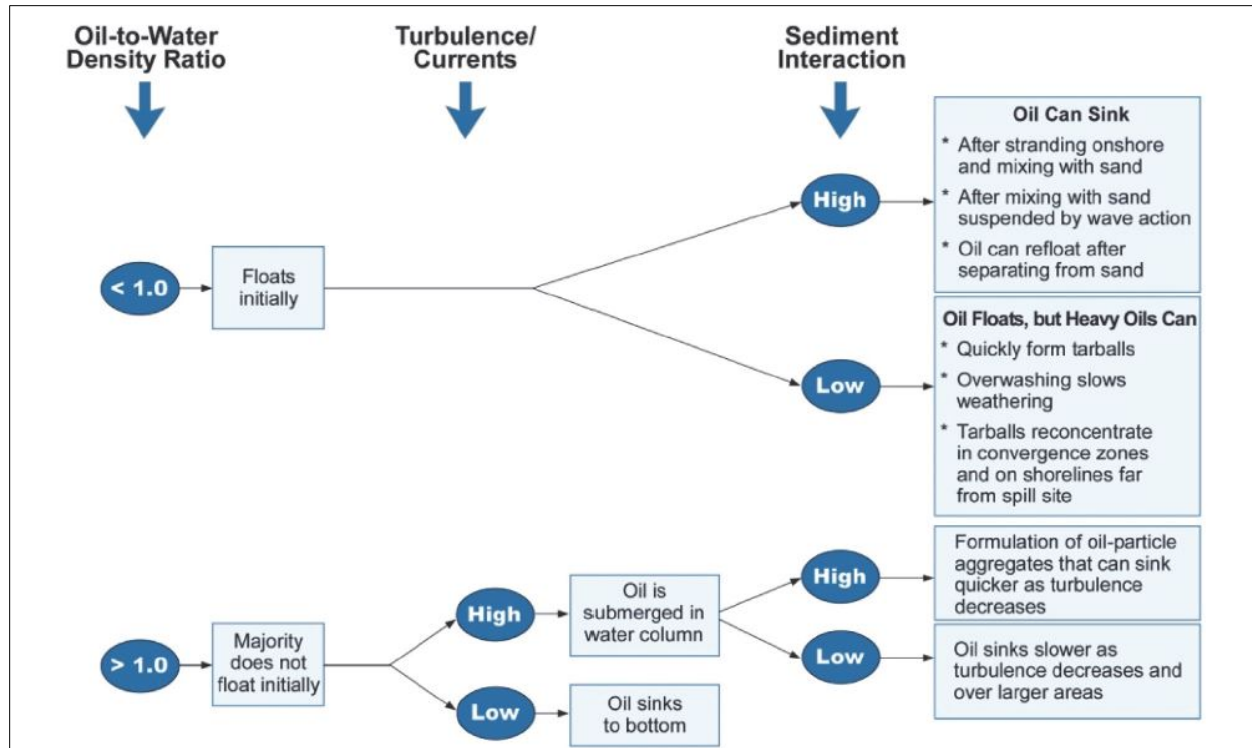 Oil-to-Water
Density Ratio
Turbulence/
Currents
Sediment
Interaction
< 1.0
Floats
initially
High
Oil Can Sink
* After stranding onshore
and mixing with sand
* After mixing with sand
suspended by wave action
* Oil can refloat after
separating from sand
Low
Oil Floats, but Heavy Oils Can
* Quickly form tarballs
* Overwashing slows
weathering
* Tarballs reconcentrate
in convergence zones
and on shorelines far
from spill site
> 1.0
Majority
does not
float initially
High
Oil is
submerged in
water column
High
Formulation of oil-particle
aggregates that can sink
quicker as turbulence
decreases
Low
Oil sinks slower as
turbulence decreases and
over larger areas
Low
Oil sinks
to bottom